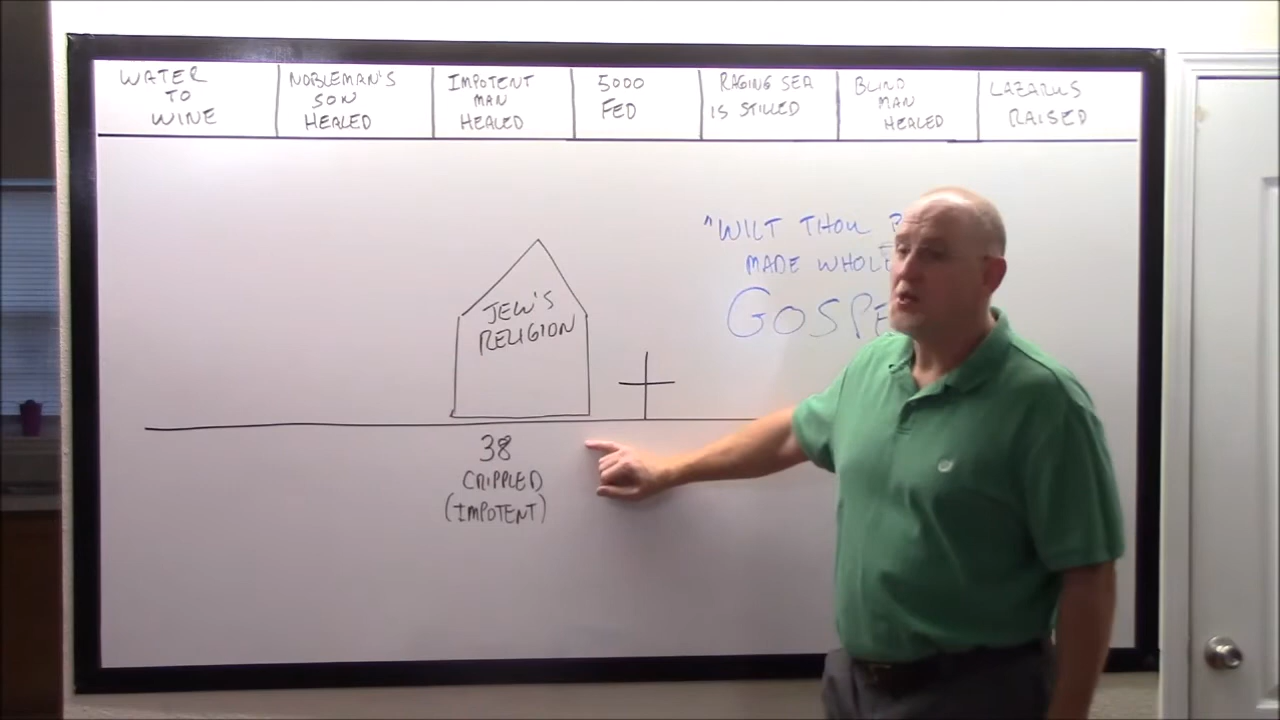 WATER
TO
WINE
NOBLEMAN'S
SON
HEALED
IMPOTENT
MAN
HEALED
5000
FED
RAGING SEA
IS STILLED
BLIND
MAN
HEALED
LAZARUS
RAISED
"WILT THOU
MADE WHOLE
GOSPE
JEW'S
RELIGION
38
CRIPPLED
(IMPOTENT)